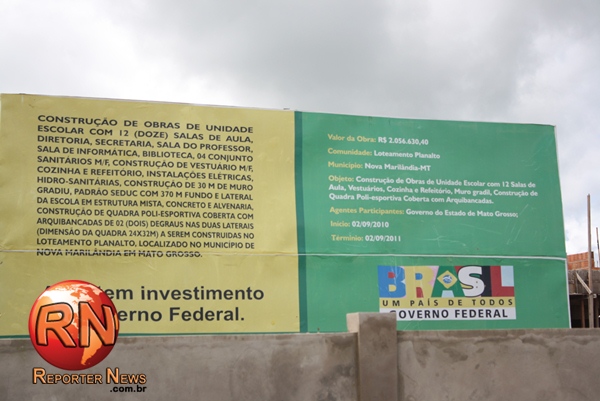 CONSTRUÇÃO DE OBRAS DE UNIDADE
ESCOLAR COM 12 (DOZE) SALAS DE AULA,
DIRETORIA, SECRETARIA, SALA DO PROFESSOR,
SALA DE INFORMÁTICA, BIBLIOTECA, 04 CONJUNTO
SANITÁRIOS M/F, CONSTRUÇÃO DE VESTUÁRIO M/F,
COZINHA E REFEITÓRIO, INSTALAÇÕES ELÉTRICAS,
HIDRO-SANITÁRIAS, CONSTRUÇÃO DE 30 M DE MURO
GRADIU, PADRÃO SEDUC COM 370 M FUNDO E LATERAL
DA ESCOLA EM ESTRUTURA MISTA, CONCRETO E ALVENARIA,
CONSTRUÇÃO DE QUADRA POLI-ESPORTIVA COBERTA COM
ARQUIBANCADAS DE 02 (DOIS) DEGRAUS NAS DUAS LATERAIS
(DIMENSÃO DA QUADRA 24X32M) A SEREM CONSTRUIDAS NO
LOTEAMENTO PLANALTO, LOCALIZADO NO MUNICÍPIO DE
NOVA MARILÂNDIA EM MATO GROSSO.
tem investimento
verno Federal.
Valor da Obra: R$ 2.056.630,40
Comunidade: Loteamento Planalto
Município: Nova Marilândia-MT
Objeto: Construção de Obras de Unidade Escolar com 12 Salas de
Aula, Vestuários, Cozinha e Refeitório, Muro gradil, Construção de
Quadra Poli-esportiva Coberta com Arquibancadas.
Agentes Participantes: Governo do Estado de Mato Grosso;
Inicio: 02/09/2010
Término: 02/09/2011
BRASIL
UM PAÍS DE TODOS
GOVERNO FEDERAL
RN
REPORTER NEWS
.com.br